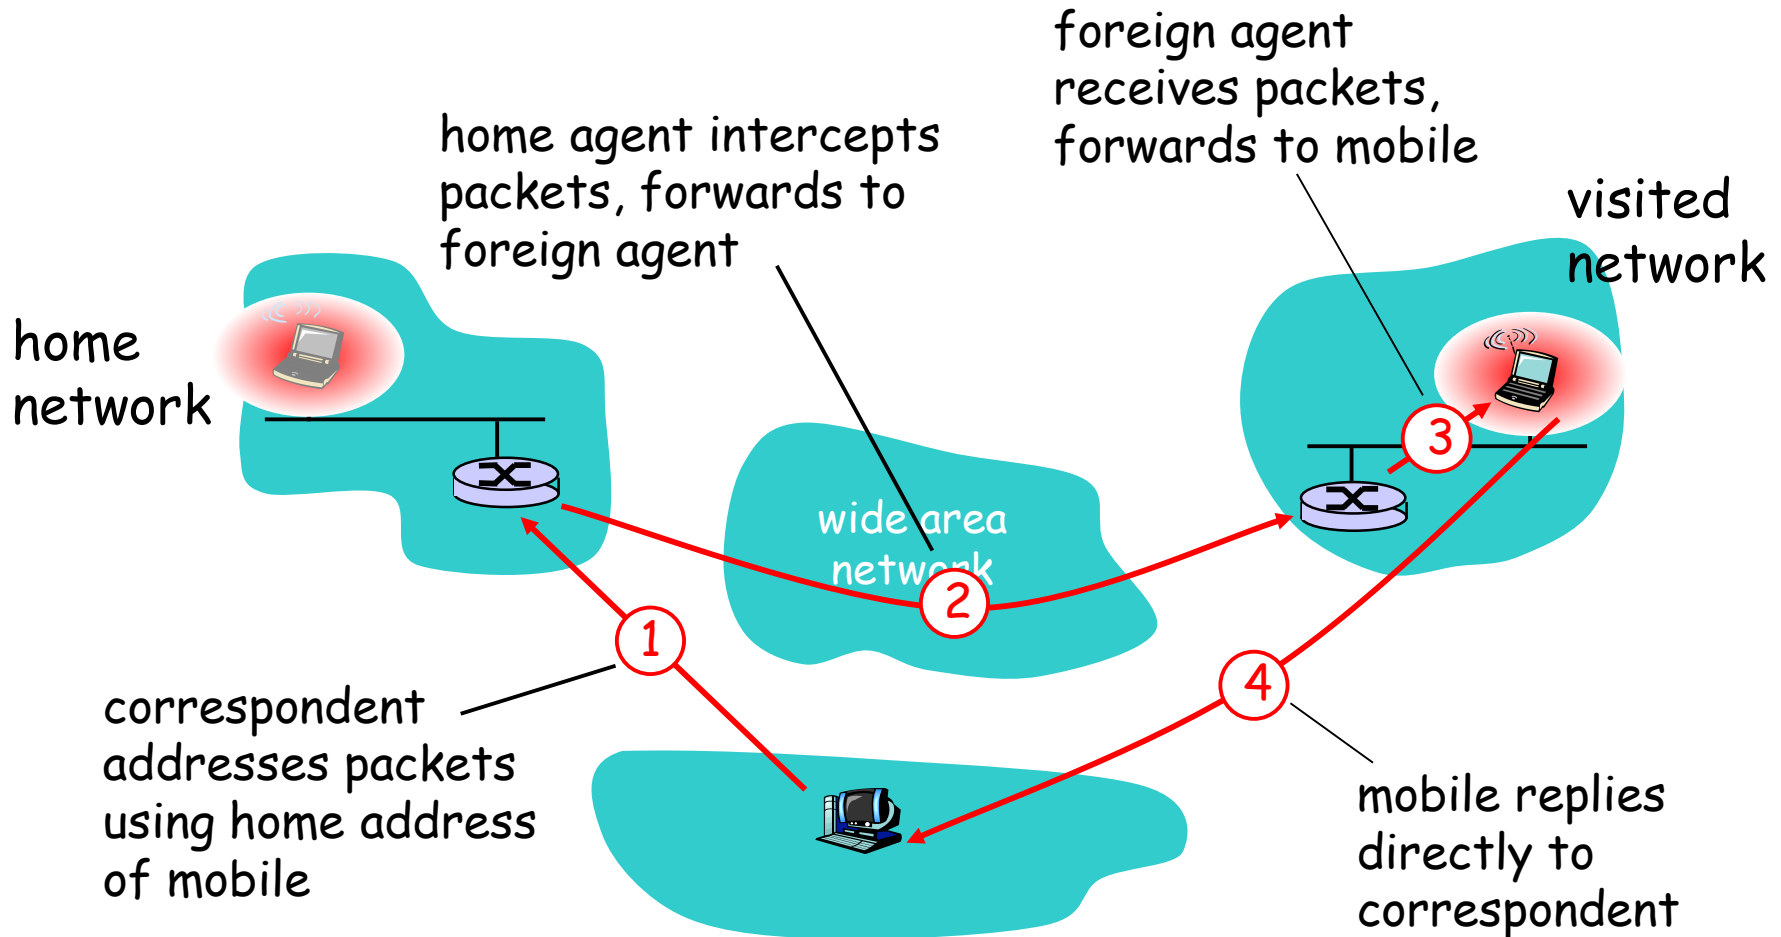 foreign agent
receives packets,
forwards to mobile
home agent intercepts
packets, forwards to
foreign agent
visited
network
home
network
3
wide area
network
2
1
4
correspondent
addresses packets
using home address
of mobile
mobile replies
directly to
correspondent